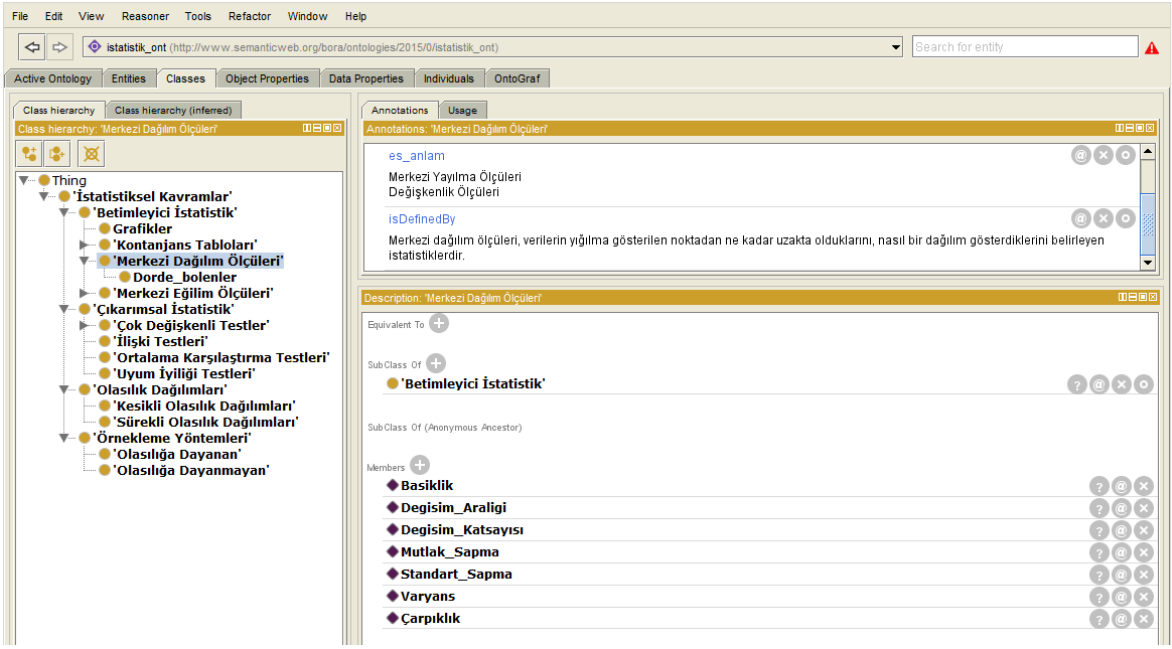 File Edit View Reasoner Tools Refactor Window Help
istatistik_ont (http://www.semanticweb.org/bora/ontologies/2015/0/istatistik_ont)
Search for entity
Active Ontology Entities Classes Object Properties Data Properties Individuals OntoGraf
Class hierarchy Class hierarchy (inferred)
Class hierarchy: 'Merkezi Dağılım Ölçüleri'
Thing
'İstatistiksel Kavramlar'
'Betimleyici İstatistik'
Grafikler
'Kontanjans Tabloları'
'Merkezi Dağılım Ölçüleri'
Dorde_bolenler
'Merkezi Eğilim Ölçüleri'
'Çıkarımsal İstatistik'
'Çok Değişkenli Testler'
'İlişki Testleri'
'Ortalama Karşılaştırma Testleri'
'Uyum İyiliği Testleri'
'Olasılık Dağılımları'
'Kesikli Olasılık Dağılımları'
'Sürekli Olasılık Dağılımları'
'Örnekleme Yöntemleri'
'Olasılığa Dayanan'
'Olasılığa Dayanmayan'
Annotations Usage
Annotations: 'Merkezi Dağılım Ölçüleri'
es_anlam
Merkezi Yayılma Ölçüleri
Değişkenlik Ölçüleri
isDefinedBy
Merkezi dağılım ölçüleri, verilerin yığılma gösterilen noktadan ne kadar uzakta olduklarını, nasıl bir dağılım gösterdiklerini belirleyen
istatistiklerdir.
Description: 'Merkezi Dağılım Ölçüleri'
Equivalent To
SubClass Of
'Betimleyici İstatistik'
SubClass Of (Anonymous Ancestor)
Members
Basiklik
Degisim_Araligi
Degisim_Katsayısı
Mutlak_Sapma
Standart_Sapma
Varyans
Çarpıklık